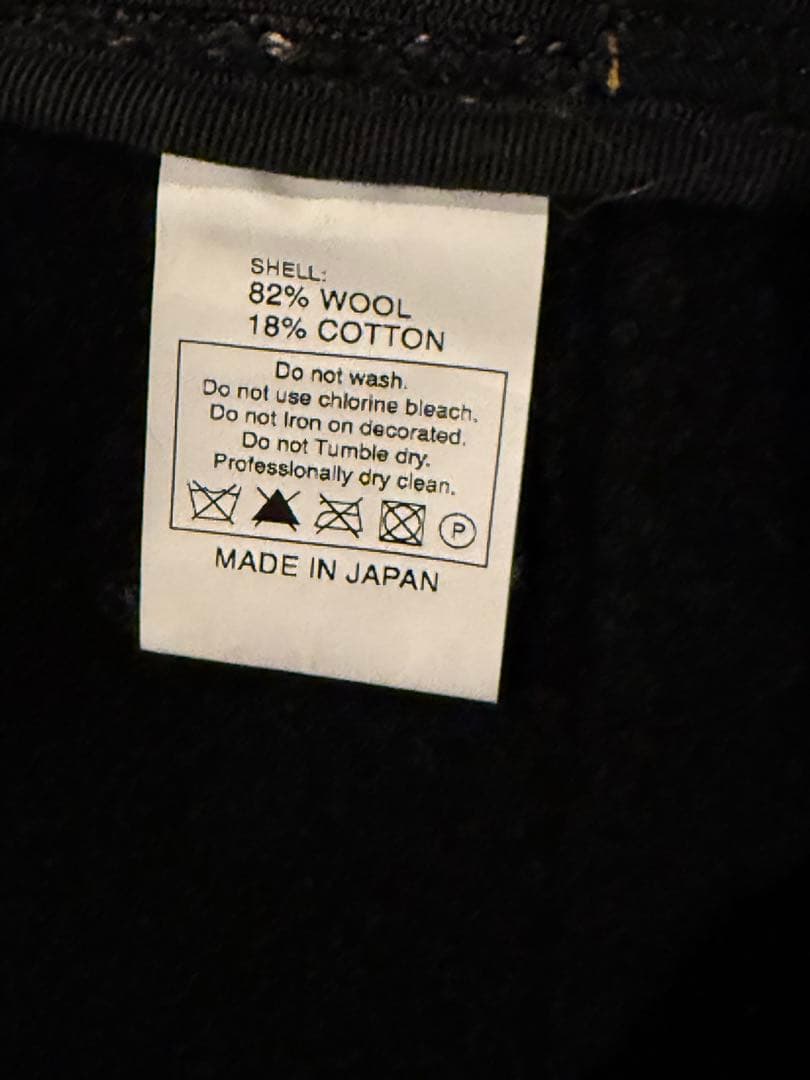 SHELL:
82% WOOL
18% COTTON
Do not wash.
Do not use chlorine bleach.
Do not Iron on decorated.
Do not Tumble dry.
Professionally dry clean.
P
MADE IN JAPAN